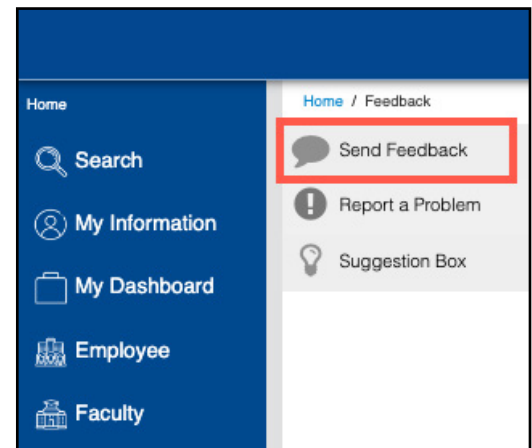 Home
Search
My Information
My Dashboard
Employee
Faculty
Home / Feedback
Send Feedback
Report a Problem
Suggestion Box